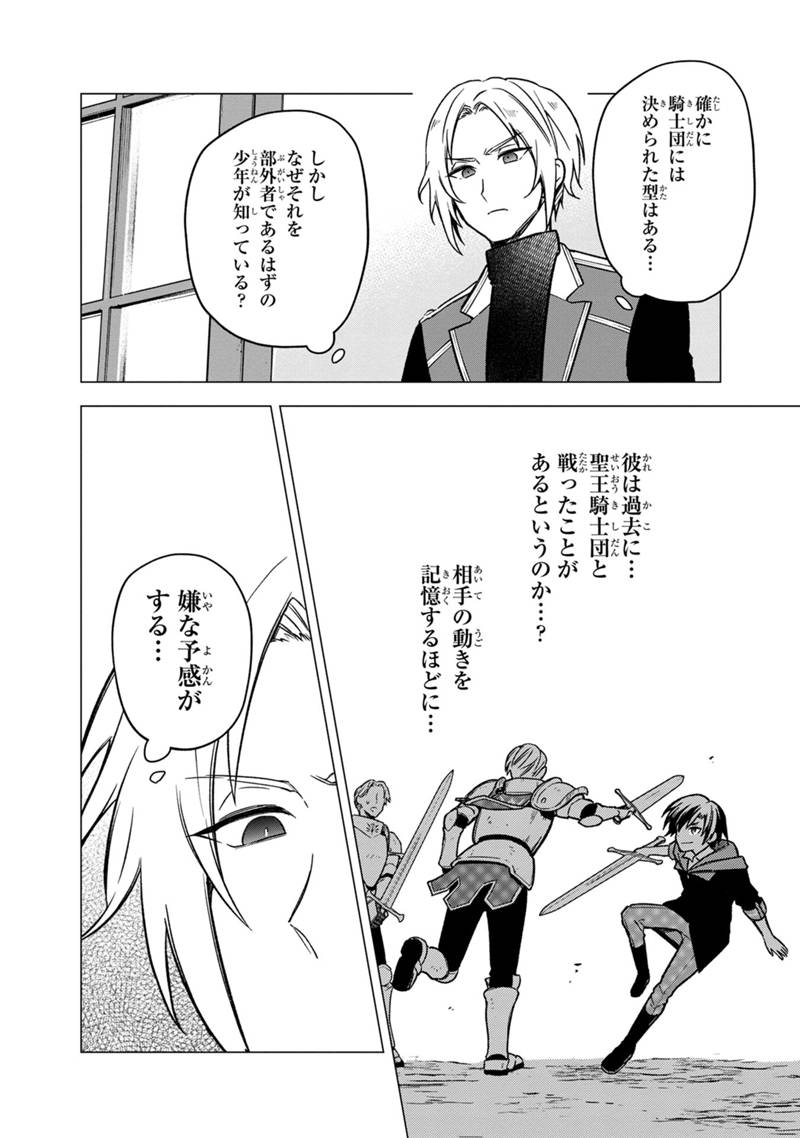 確かに
騎士団には
決められた型はある…
しかし
なぜそれを
部外者であるはずの
少年が知っている？
彼は過去に…
聖王騎士団と
戦ったことが
あるというのか…？
相手の動きを
記憶するほどに…
嫌な予感が
する…